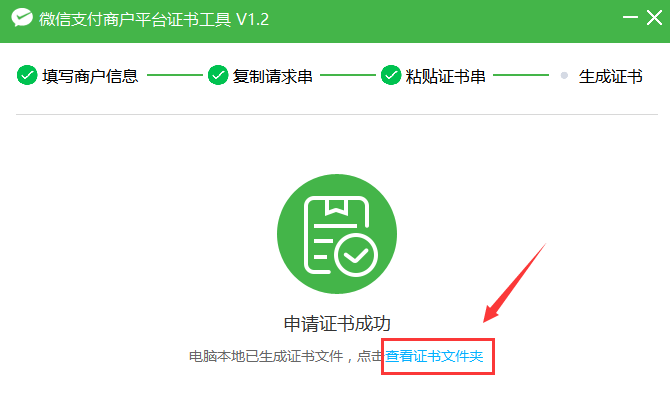 微信支付商户平台证书工具 V1.2
填写商户信息 复制请求串 粘贴证书串 生成证书
申请证书成功
电脑本地已生成证书文件，点击查看证书文件夹